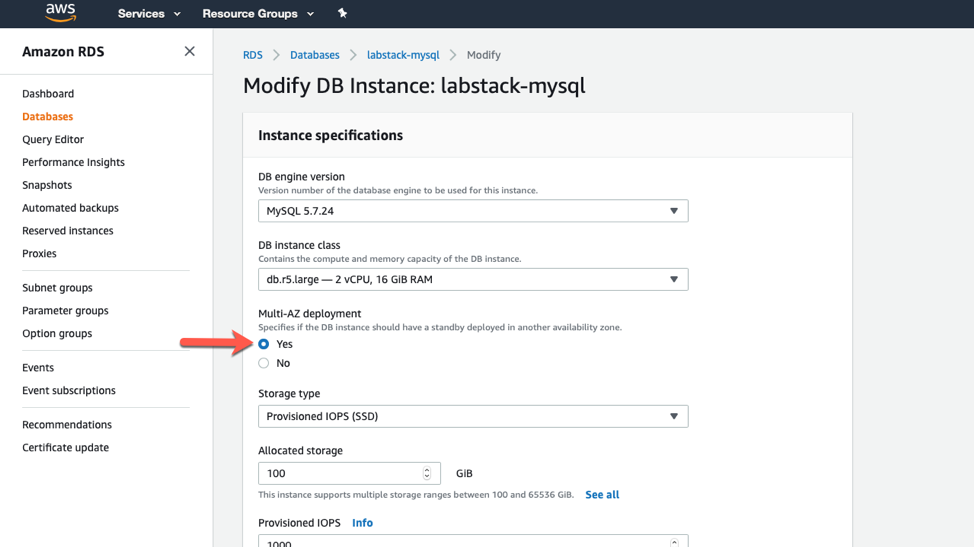 aws
Services
Resource Groups
Amazon RDS
Dashboard
Databases
Query Editor
Performance Insights
Snapshots
Automated backups
Reserved instances
Proxies
Subnet groups
Parameter groups
Option groups
Events
Event subscriptions
Recommendations
Certificate update
RDS
Databases
labstack-mysql
Modify
Modify DB Instance: labstack-mysql
Instance specifications
DB engine version
Version number of the database engine to be used for this instance.
MySQL 5.7.24
DB instance class
Contains the compute and memory capacity of the DB instance.
db.r5.large — 2 vCPU, 16 GiB RAM
Multi-AZ deployment
Specifies if the DB instance should have a standby deployed in another availability zone.
Yes
No
Storage type
Provisioned IOPS (SSD)
Allocated storage
100 GiB
This instance supports multiple storage ranges between 100 and 65536 GiB. See all
Provisioned IOPS Info
1000